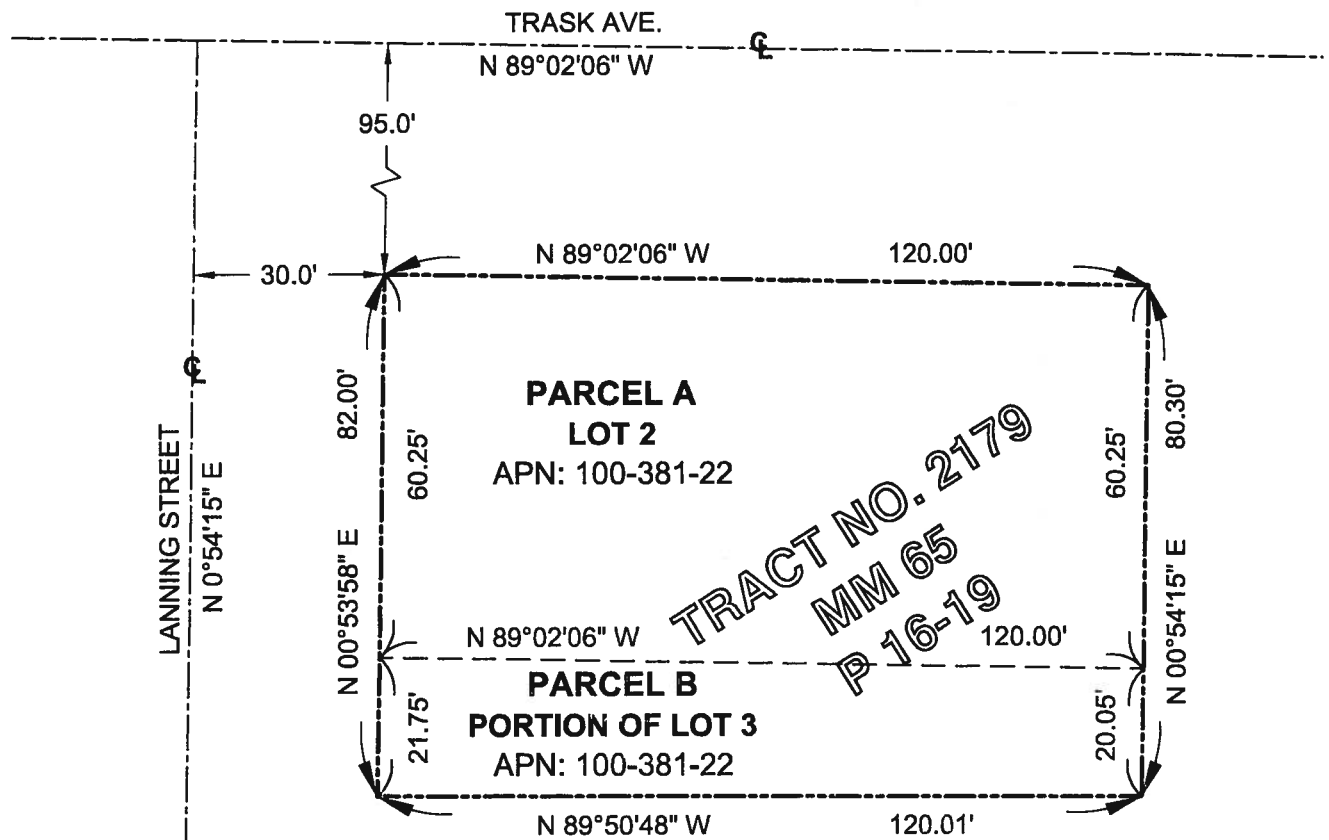 TRASK AVE.
℄
N 89°02'06" W
95.0'
N 89°02'06" W 120.00'
30.0'
℄
LANNING STREET
N 0°54'15" E
82.00'
60.25'
N 00°53'58" E
PARCEL A
LOT 2
APN: 100-381-22
TRACT NO. 2179
MM 65
P 16-19
60.25'
80.30'
N 00°54'15" E
N 89°02'06" W 120.00'
PARCEL B
PORTION OF LOT 3
APN: 100-381-22
21.75'
20.05'
N 89°50'48" W 120.01'